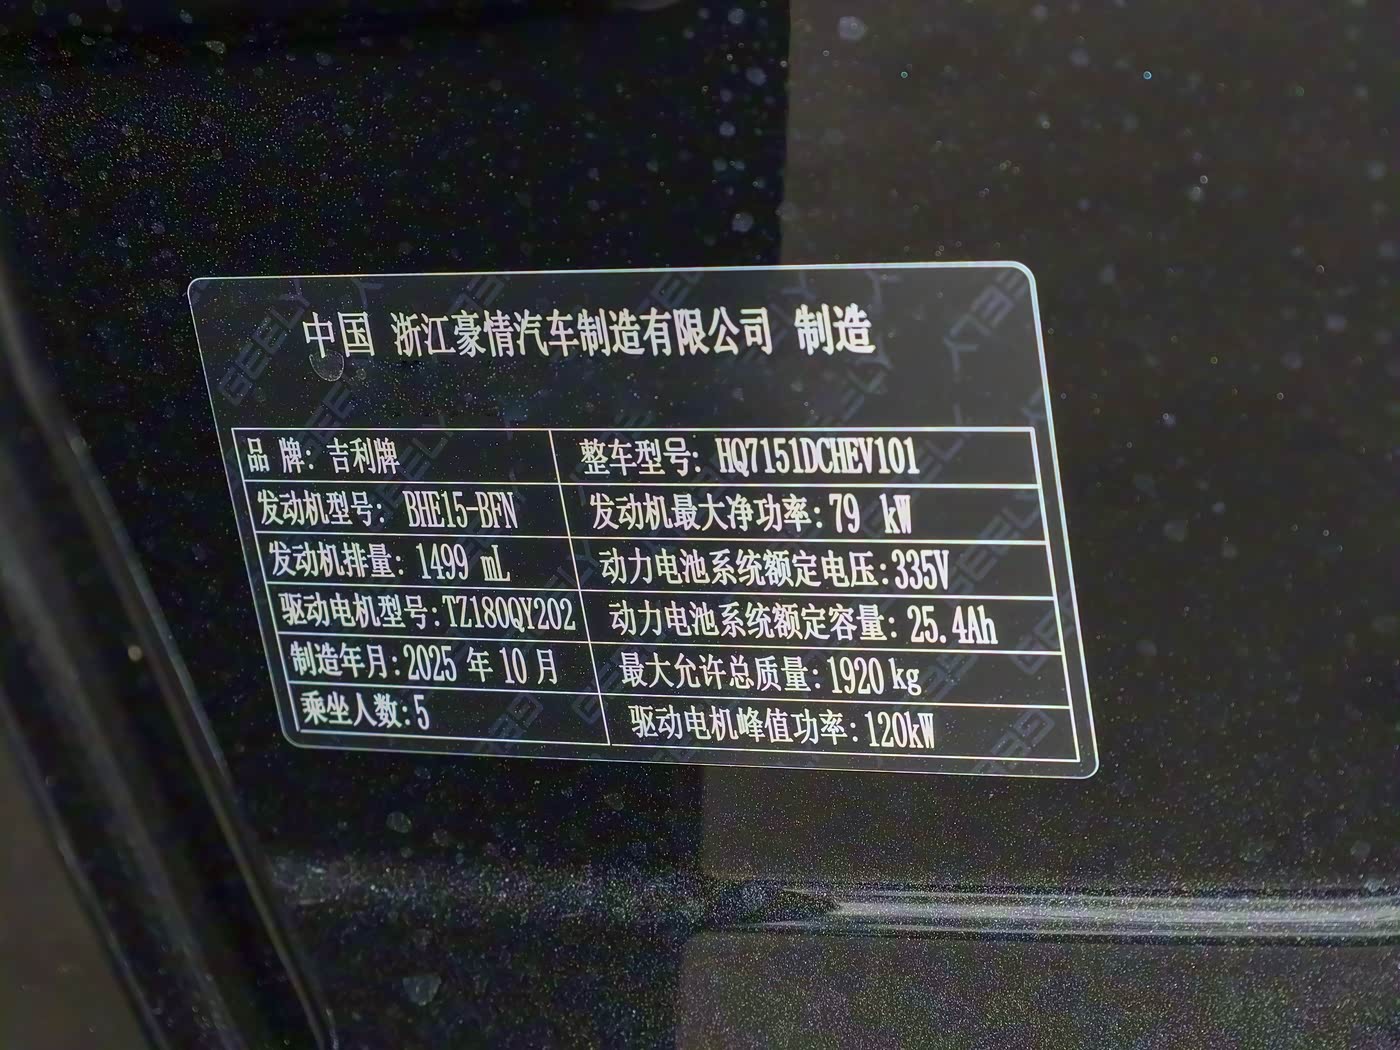 中国 浙江豪情汽车制造有限公司 制造
品 牌: 吉利牌 整车型号: HQ7151DCHEV101
发动机型号: BHE15-BFN 发动机最大净功率: 79 kW
发动机排量: 1499 mL 动力电池系统额定电压: 335V
驱动电机型号: TZ180QY202 动力电池系统额定容量: 25.4Ah
制造年月: 2025 年 10 月 最大允许总质量: 1920 kg
乘坐人数: 5 驱动电机峰值功率: 120kW
GEELY